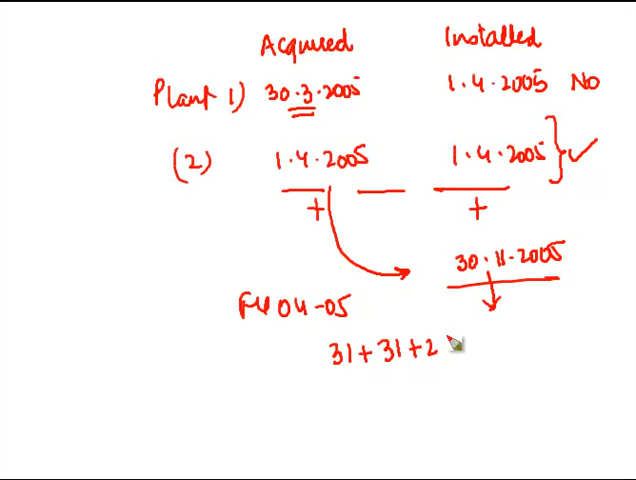 Acquired Installed
Plant 1) 30.3.2005 1.4.2005 No
(2) 1.4.2005 1.4.2005 } ✓
+ +
30.11.2005
FY 04-05
31+31+2